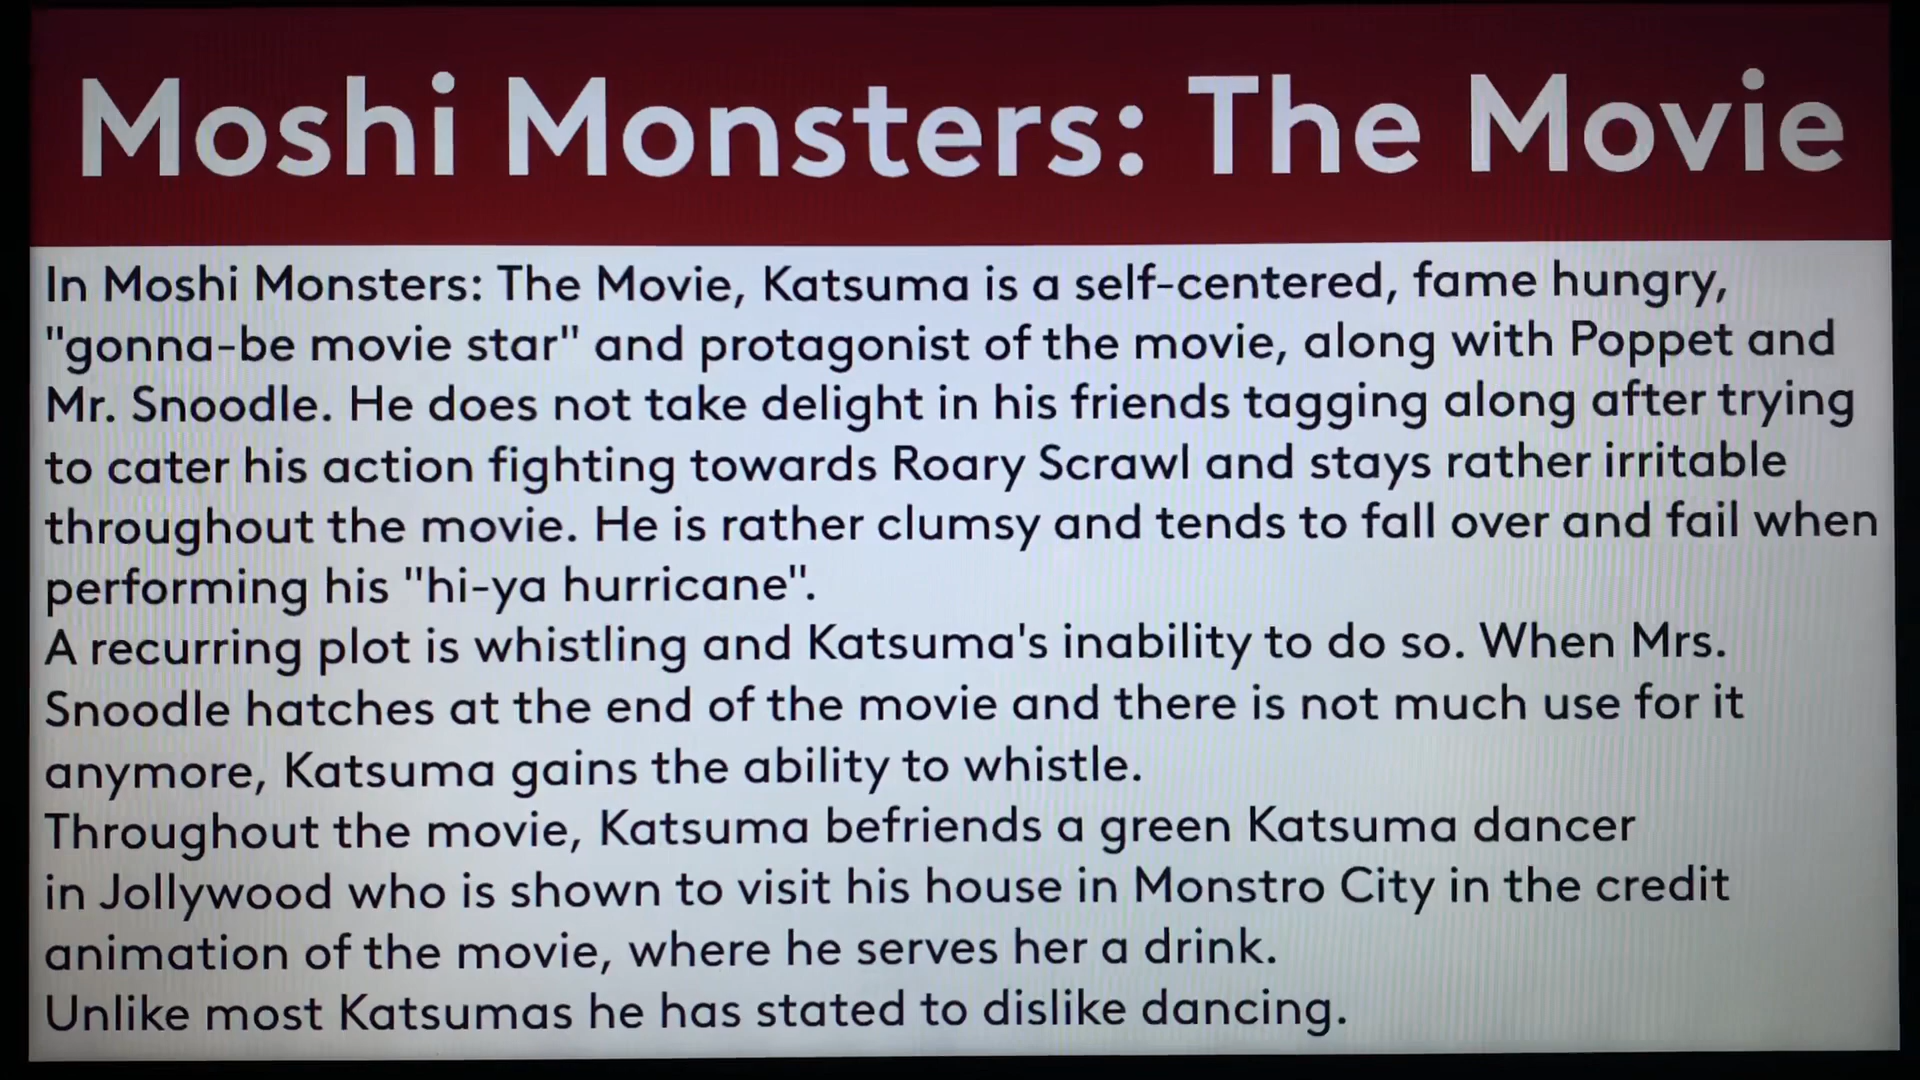 Moshi Monsters: The Movie
In Moshi Monsters: The Movie, Katsuma is a self-centered, fame hungry,
"gonna-be movie star" and protagonist of the movie, along with Poppet and
Mr. Snoodle. He does not take delight in his friends tagging along after trying
to cater his action fighting towards Roary Scrawl and stays rather irritable
throughout the movie. He is rather clumsy and tends to fall over and fail when
performing his "hi-ya hurricane".
A recurring plot is whistling and Katsuma's inability to do so. When Mrs.
Snoodle hatches at the end of the movie and there is not much use for it
anymore, Katsuma gains the ability to whistle.
Throughout the movie, Katsuma befriends a green Katsuma dancer
in Jollywood who is shown to visit his house in Monstro City in the credit
animation of the movie, where he serves her a drink.
Unlike most Katsumas he has stated to dislike dancing.